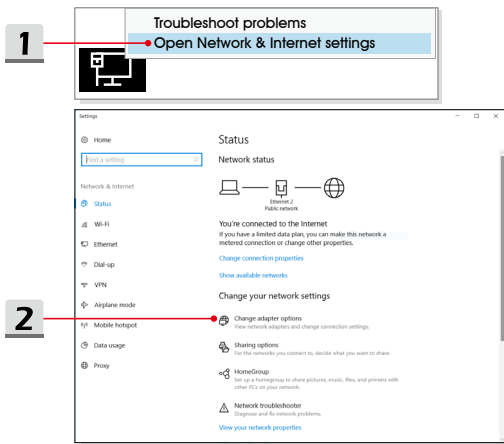 1
Troubleshoot problems
Open Network & Internet settings
Settings
Home
Find a setting
Network & Internet
Status
Wi-Fi
Ethernet
Dial-up
VPN
Airplane mode
2
Mobile hotspot
Data usage
Proxy
Status
Network status
Ethernet 2
Public network
You're connected to the Internet
If you have a limited data plan, you can make this network a
metered connection or change other properties.
Change connection properties
Show available networks
Change your network settings
Change adapter options
View network adapters and change connection settings.
Sharing options
For the networks you connect to, decide what you want to share.
HomeGroup
Set up a homegroup to share pictures, music, files, and printers with
other PCs on your network.
Network troubleshooter
Diagnose and fix network problems.
View your network properties